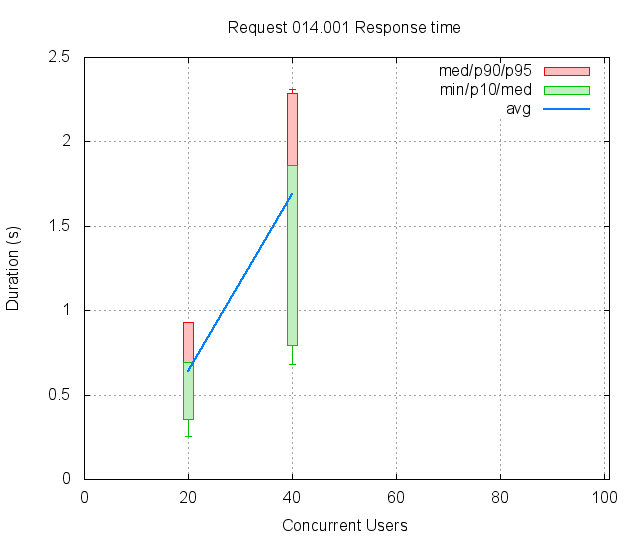 Request 014.001 Response time
med/p90/p95
min/p10/med
avg
2.5
2
1.5
1
0.5
0
Duration (s)
0 20 40 60 80 100
Concurrent Users